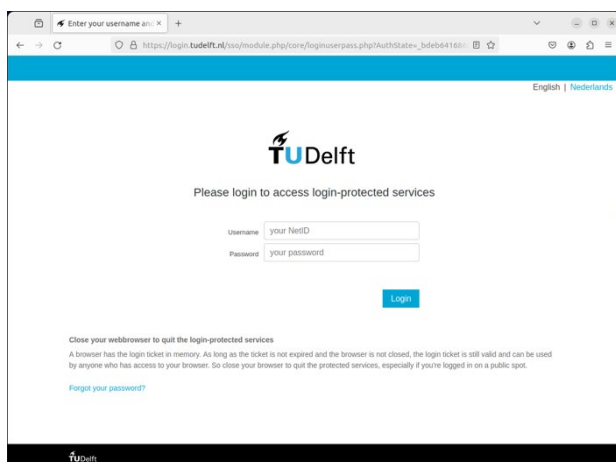 Enter your username and
https://login.tudelft.nl/sso/module.php/core/loginuserpass.php?AuthState=_bdeb64168
English | Nederlands
TUDelft
Please login to access login-protected services
Username your NetID
Password your password
Login
Close your webbrowser to quit the login-protected services
A browser has the login ticket in memory. As long as the ticket is not expired and the browser is not closed, the login ticket is still valid and can be used
by anyone who has access to your browser. So close your browser to quit the protected services, especially if you're logged in on a public spot.
Forgot your password?
TUDelft